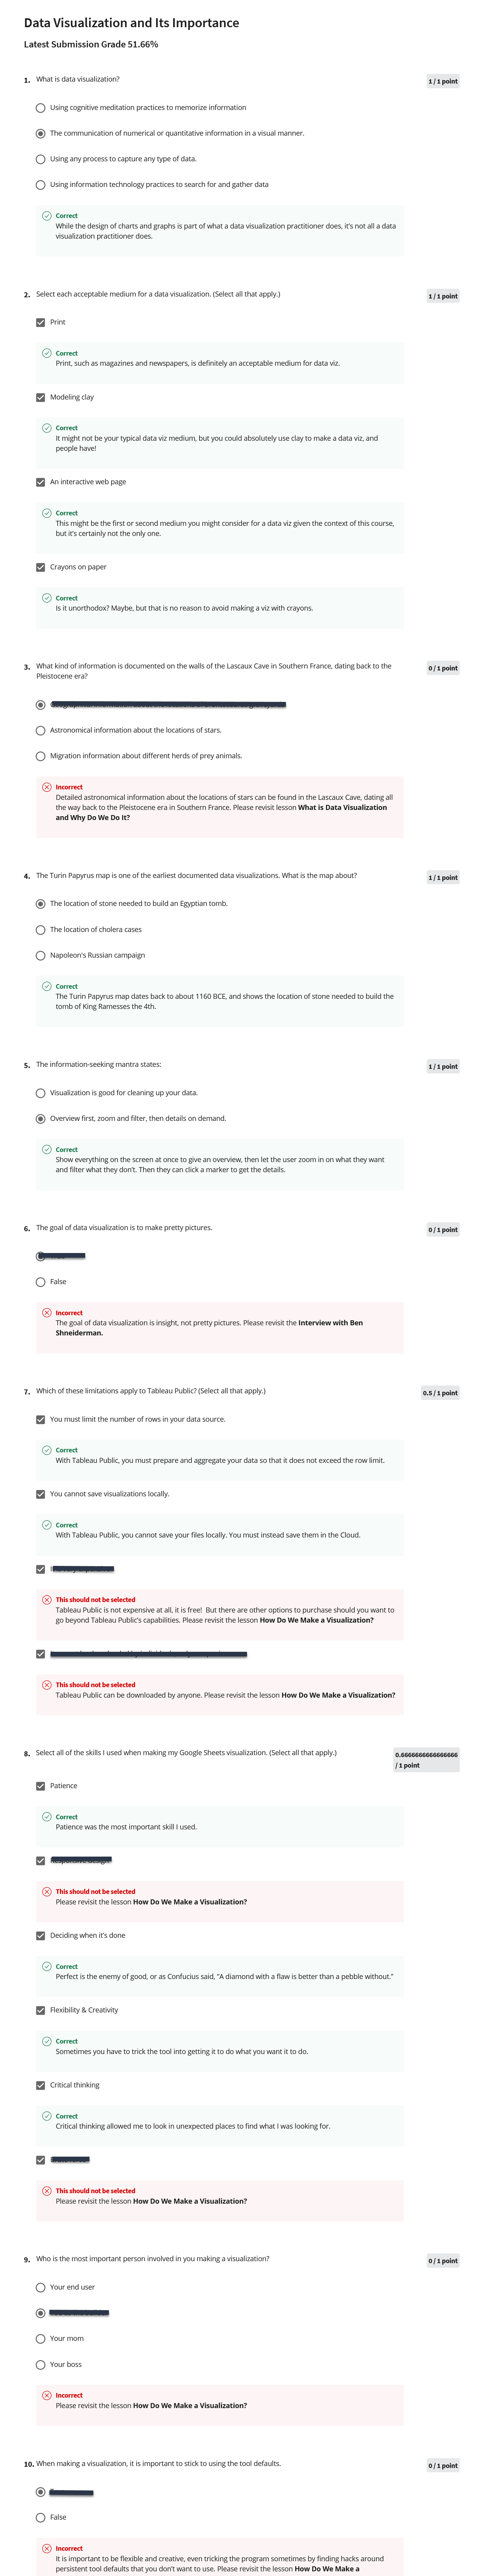 Data Visualization and Its Importance
Latest Submission Grade 51.66%
1. What is data visualization?
1 / 1 point
Using cognitive meditation practices to memorize information
The communication of numerical or quantitative information in a visual manner.
Using any process to capture any type of data.
Using information technology practices to search for and gather data
Correct
While the design of charts and graphs is part of what a data visualization practitioner does, it's not all a data
visualization practitioner does.
2. Select each acceptable medium for a data visualization. (Select all that apply.)
1 / 1 point
Print
Correct
Print, such as magazines and newspapers, is definitely an acceptable medium for data viz.
Modeling clay
Correct
It might not be your typical data viz medium, but you could absolutely use clay to make a data viz, and
people have!
An interactive web page
Correct
This might be the first or second medium you might consider for a data viz given the context of this course,
but it's certainly not the only one.
Crayons on paper
Correct
Is it unorthodox? Maybe, but that is no reason to avoid making a viz with crayons.
3. What kind of information is documented on the walls of the Lascaux Cave in Southern France, dating back to the
Pleistocene era?
0 / 1 point
Astronomical information about the locations of stars.
Migration information about different herds of prey animals.
Incorrect
Detailed astronomical information about the locations of stars can be found in the Lascaux Cave, dating all
the way back to the Pleistocene era in Southern France. Please revisit lesson What is Data Visualization
and Why Do We Do It?
4. The Turin Papyrus map is one of the earliest documented data visualizations. What is the map about?
1 / 1 point
The location of stone needed to build an Egyptian tomb.
The location of cholera cases
Napoleon's Russian campaign
Correct
The Turin Papyrus map dates back to about 1160 BCE, and shows the location of stone needed to build the
tomb of King Ramesses the 4th.
5. The information-seeking mantra states:
1 / 1 point
Visualization is good for cleaning up your data.
Overview first, zoom and filter, then details on demand.
Correct
Show everything on the screen at once to give an overview, then let the user zoom in on what they want
and filter what they don't. Then they can click a marker to get the details.
6. The goal of data visualization is to make pretty pictures.
0 / 1 point
False
Incorrect
The goal of data visualization is insight, not pretty pictures. Please revisit the Interview with Ben
Shneiderman.
7. Which of these limitations apply to Tableau Public? (Select all that apply.)
0.5 / 1 point
You must limit the number of rows in your data source.
Correct
With Tableau Public, you must prepare and aggregate your data so that it does not exceed the row limit.
You cannot save visualizations locally.
Correct
With Tableau Public, you cannot save your files locally. You must instead save them in the Cloud.
This should not be selected
Tableau Public is not expensive at all, it is free! But there are other options to purchase should you want to
go beyond Tableau Public's capabilities. Please revisit the lesson How Do We Make a Visualization?
This should not be selected
Tableau Public can be downloaded by anyone. Please revisit the lesson How Do We Make a Visualization?
8. Select all of the skills I used when making my Google Sheets visualization. (Select all that apply.)
0.6666666666666666
/ 1 point
Patience
Correct
Patience was the most important skill I used.
This should not be selected
Please revisit the lesson How Do We Make a Visualization?
Deciding when it's done
Correct
Perfect is the enemy of good, or as Confucius said, "A diamond with a flaw is better than a pebble without."
Flexibility & Creativity
Correct
Sometimes you have to trick the tool into getting it to do what you want it to do.
Critical thinking
Correct
Critical thinking allowed me to look in unexpected places to find what I was looking for.
This should not be selected
Please revisit the lesson How Do We Make a Visualization?
9. Who is the most important person involved in you making a visualization?
0 / 1 point
Your end user
Your mom
Your boss
Incorrect
Please revisit the lesson How Do We Make a Visualization?
10. When making a visualization, it is important to stick to using the tool defaults.
0 / 1 point
False
Incorrect
It is important to be flexible and creative, even tricking the program sometimes by finding hacks around
persistent tool defaults that you don't want to use. Please revisit the lesson How Do We Make a